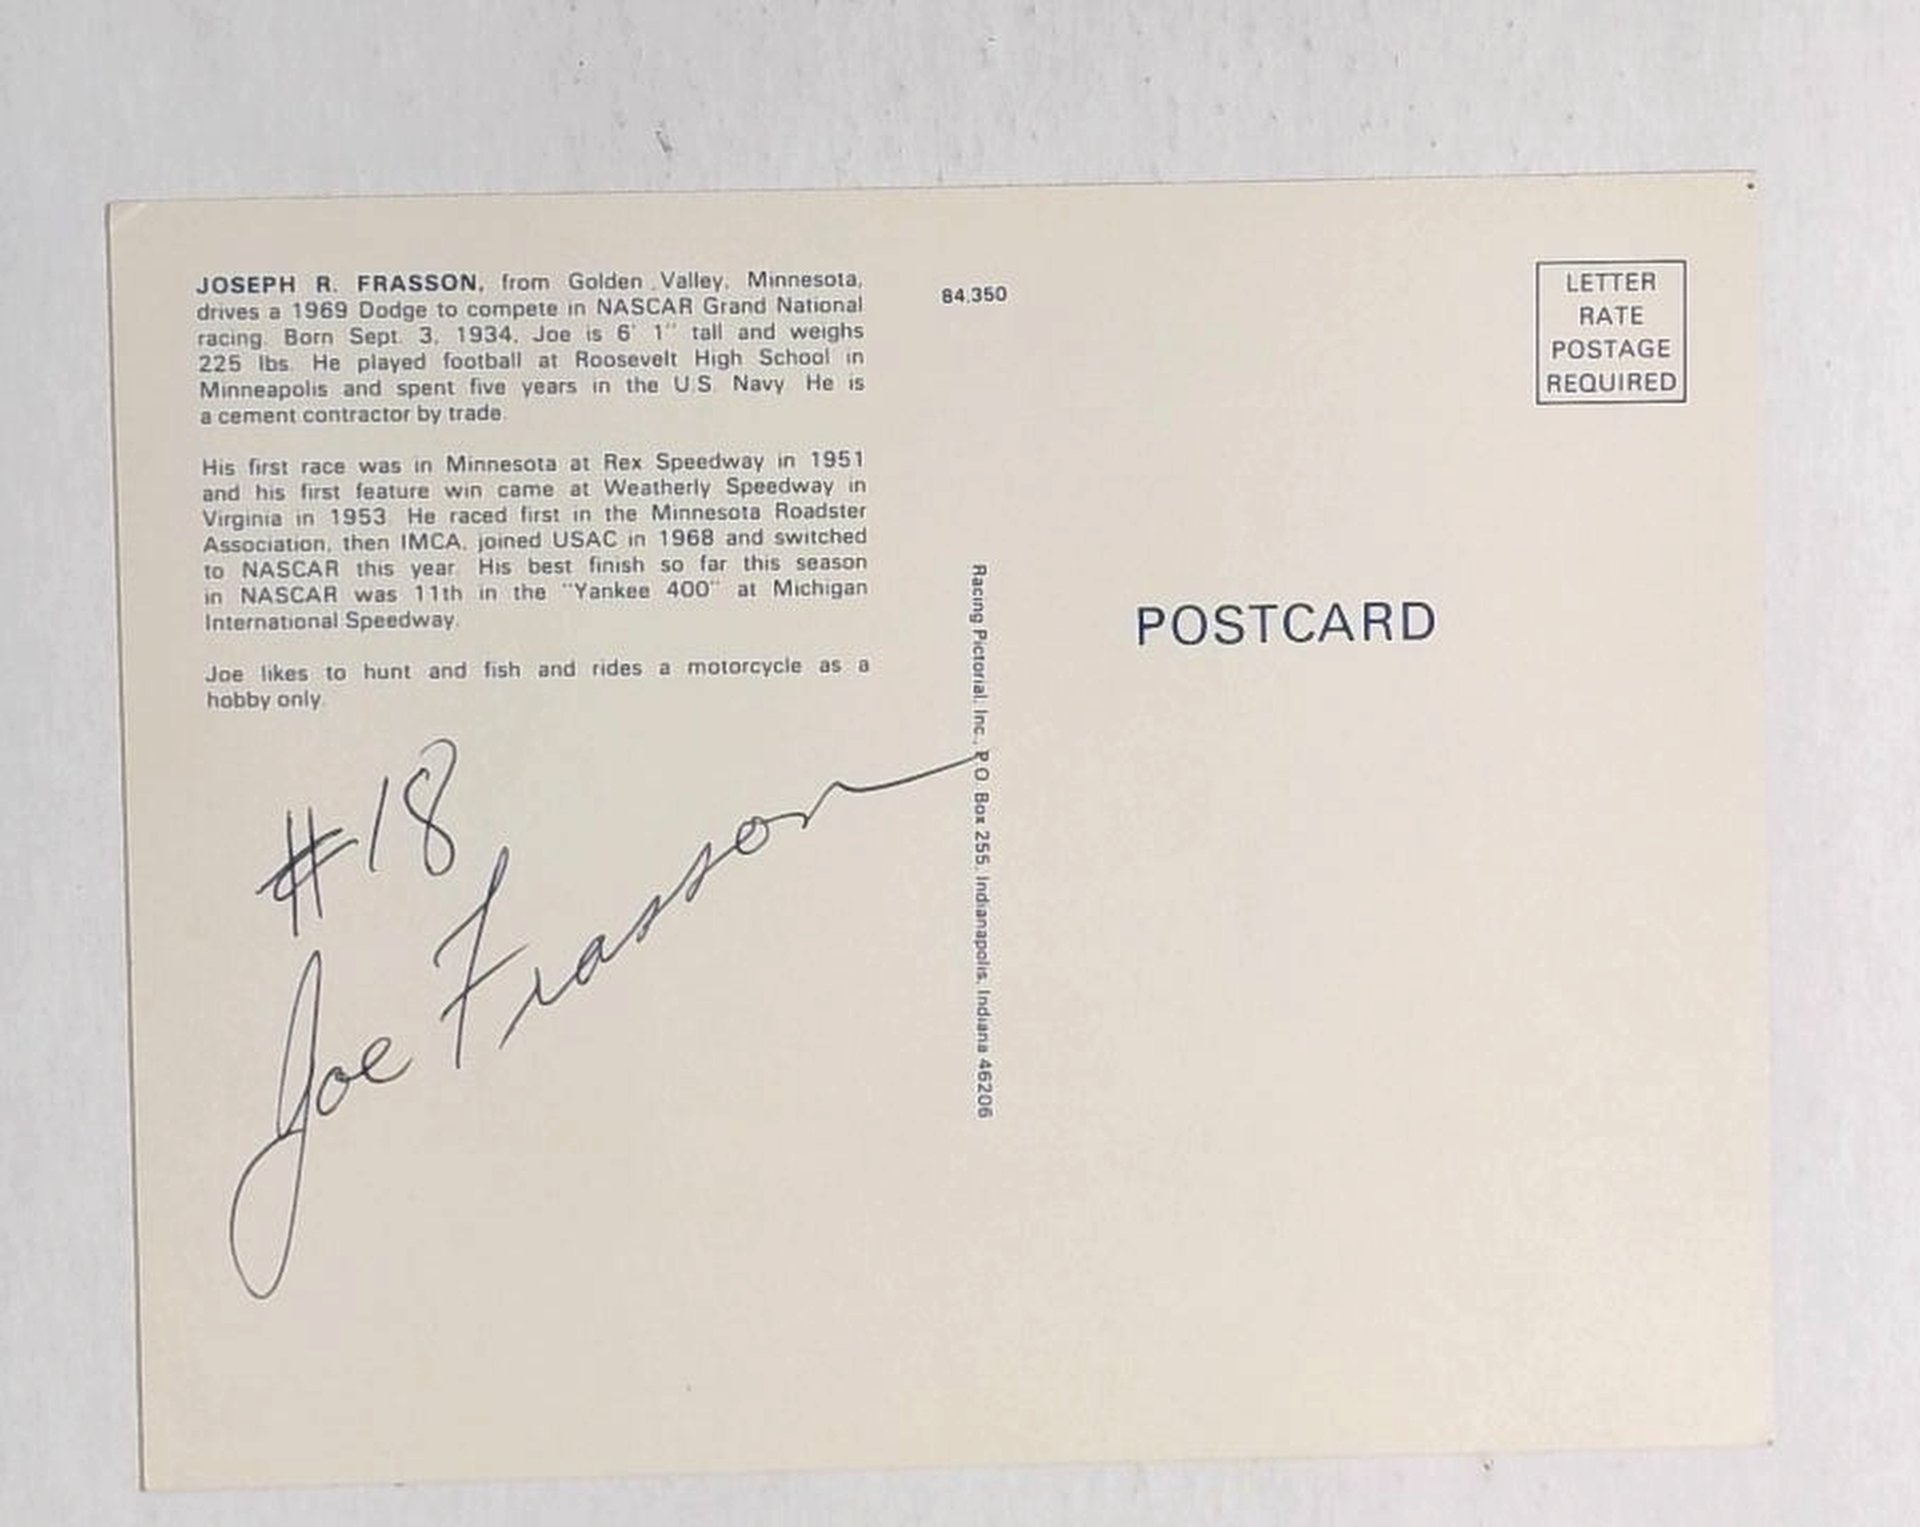 JOSEPH R. FRASSON, from Golden Valley, Minnesota,
drives a 1969 Dodge to compete in NASCAR Grand National
racing. Born Sept. 3, 1934, Joe is 6' 1" tall and weighs
225 lbs. He played football at Roosevelt High School in
Minneapolis and spent five years in the U.S. Navy. He is
a cement contractor by trade.
His first race was in Minnesota at Rex Speedway in 1951
and his first feature win came at Weatherly Speedway in
Virginia in 1953. He raced first in the Minnesota Roadster
Association, then IMCA, joined USAC in 1968 and switched
to NASCAR this year. His best finish so far this season
in NASCAR was 11th in the "Yankee 400" at Michigan
International Speedway.
Joe likes to hunt and fish and rides a motorcycle as a
hobby only.
#18
Joe Frasson
84,350
Racing Pictorial, Inc., P.O. Box 255, Indianapolis, Indiana 46206
LETTER
RATE
POSTAGE
REQUIRED
POSTCARD